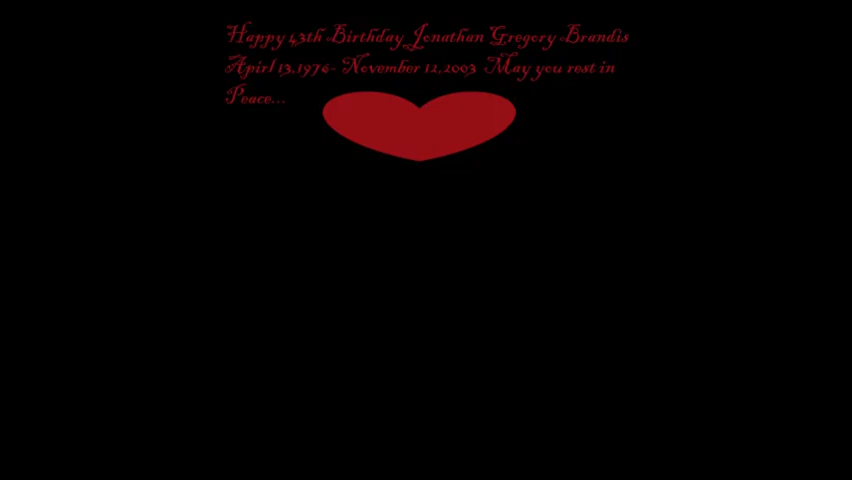 Happy 43th Birthday Jonathan Gregory Brandis
Apirl 13,1976- November 12,2003 May you rest in
Peace...